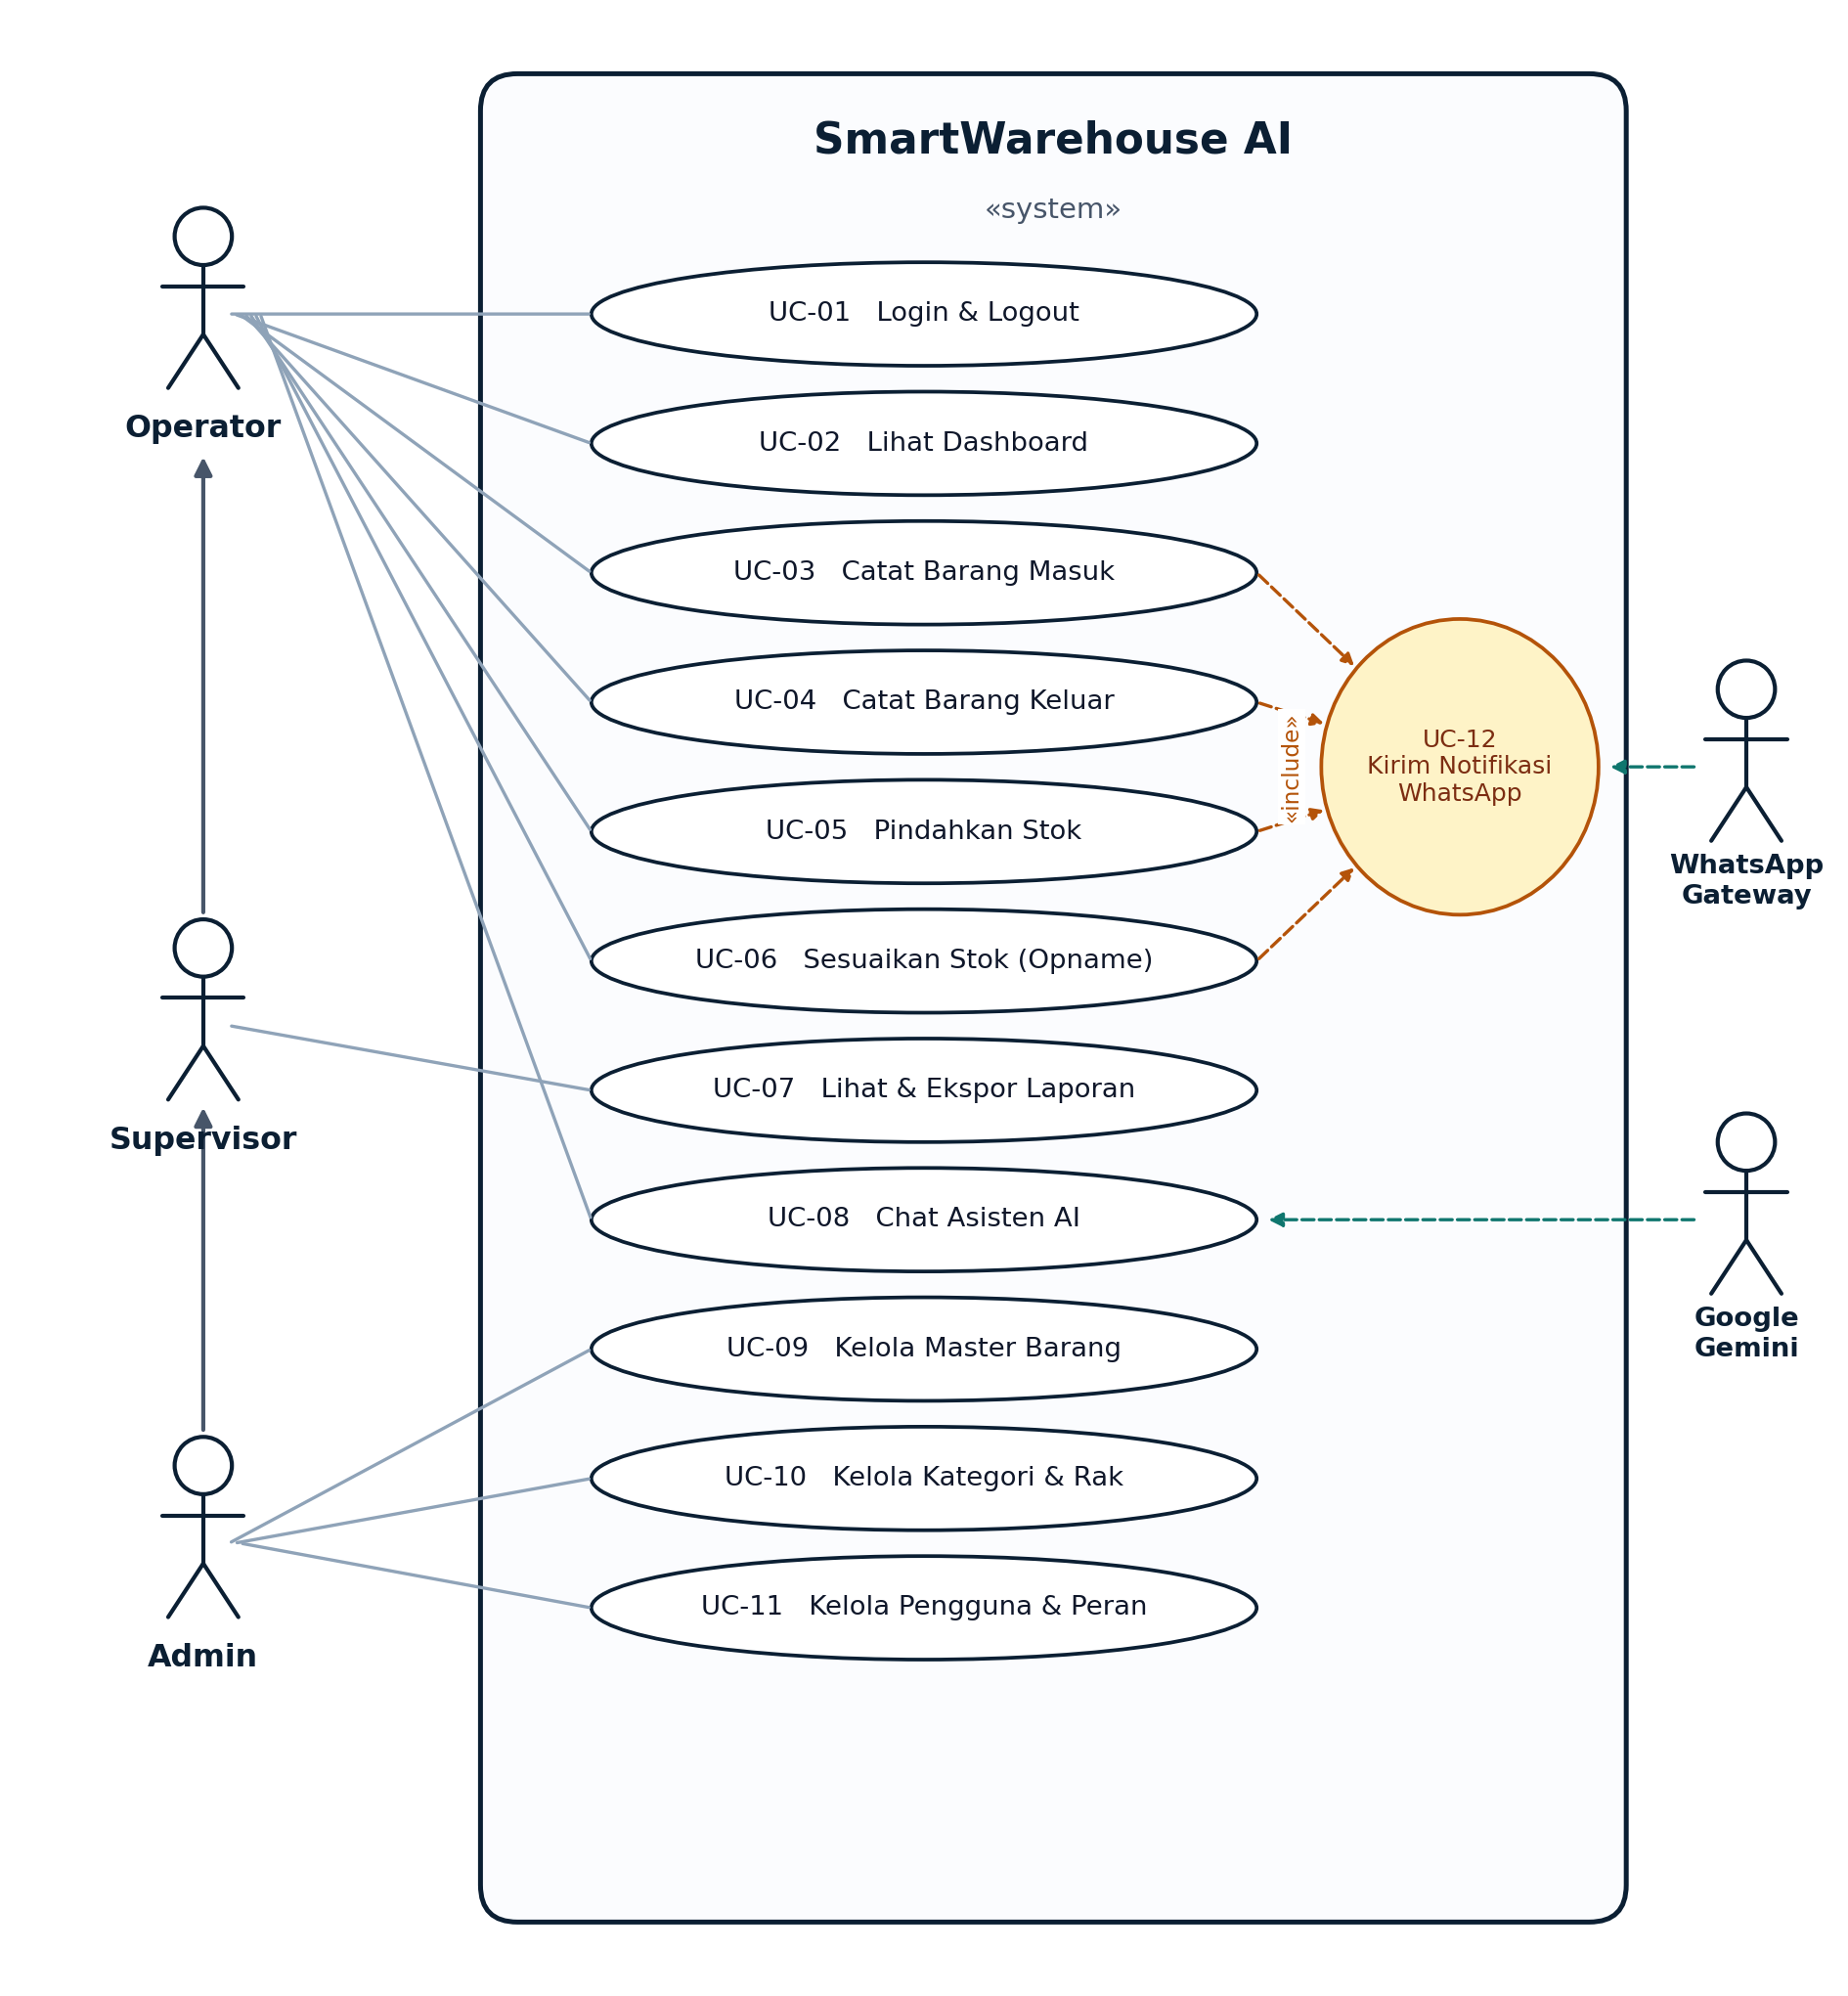 SmartWarehouse AI
«system»
Operator
UC-01 Login & Logout
UC-02 Lihat Dashboard
UC-03 Catat Barang Masuk
UC-04 Catat Barang Keluar
«include»
UC-12
Kirim Notifikasi
WhatsApp
WhatsApp
Gateway
UC-05 Pindahkan Stok
UC-06 Sesuaikan Stok (Opname)
Supervisor
UC-07 Lihat & Ekspor Laporan
UC-08 Chat Asisten AI
Google
Gemini
UC-09 Kelola Master Barang
UC-10 Kelola Kategori & Rak
UC-11 Kelola Pengguna & Peran
Admin